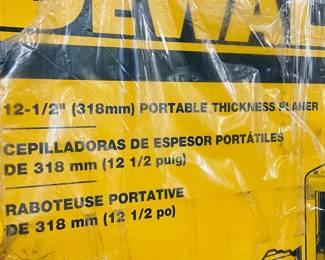 DEWA
12-1/2" (318mm) PORTABLE THICKNESS PLANER
CEPILLADORAS DE ESPESOR PORTÁTILES
DE 318 mm (12 1/2 pulg)
RABOTEUSE PORTATIVE
DE 318 mm (12 1/2 po)